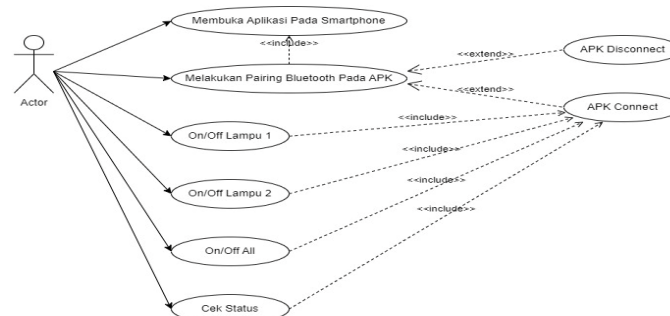 Membuka Aplikasi Pada Smartphone
<<include>>
APK Disconnect
<<extend>>
Melakukan Pairing Bluetooth Pada APK
Actor
<<extend>>
APK Connect
<<include>>
On/Off Lampu 1
<<include>>
On/Off Lampu 2
<<include>>
<<include>>
On/Off All
Cek Status